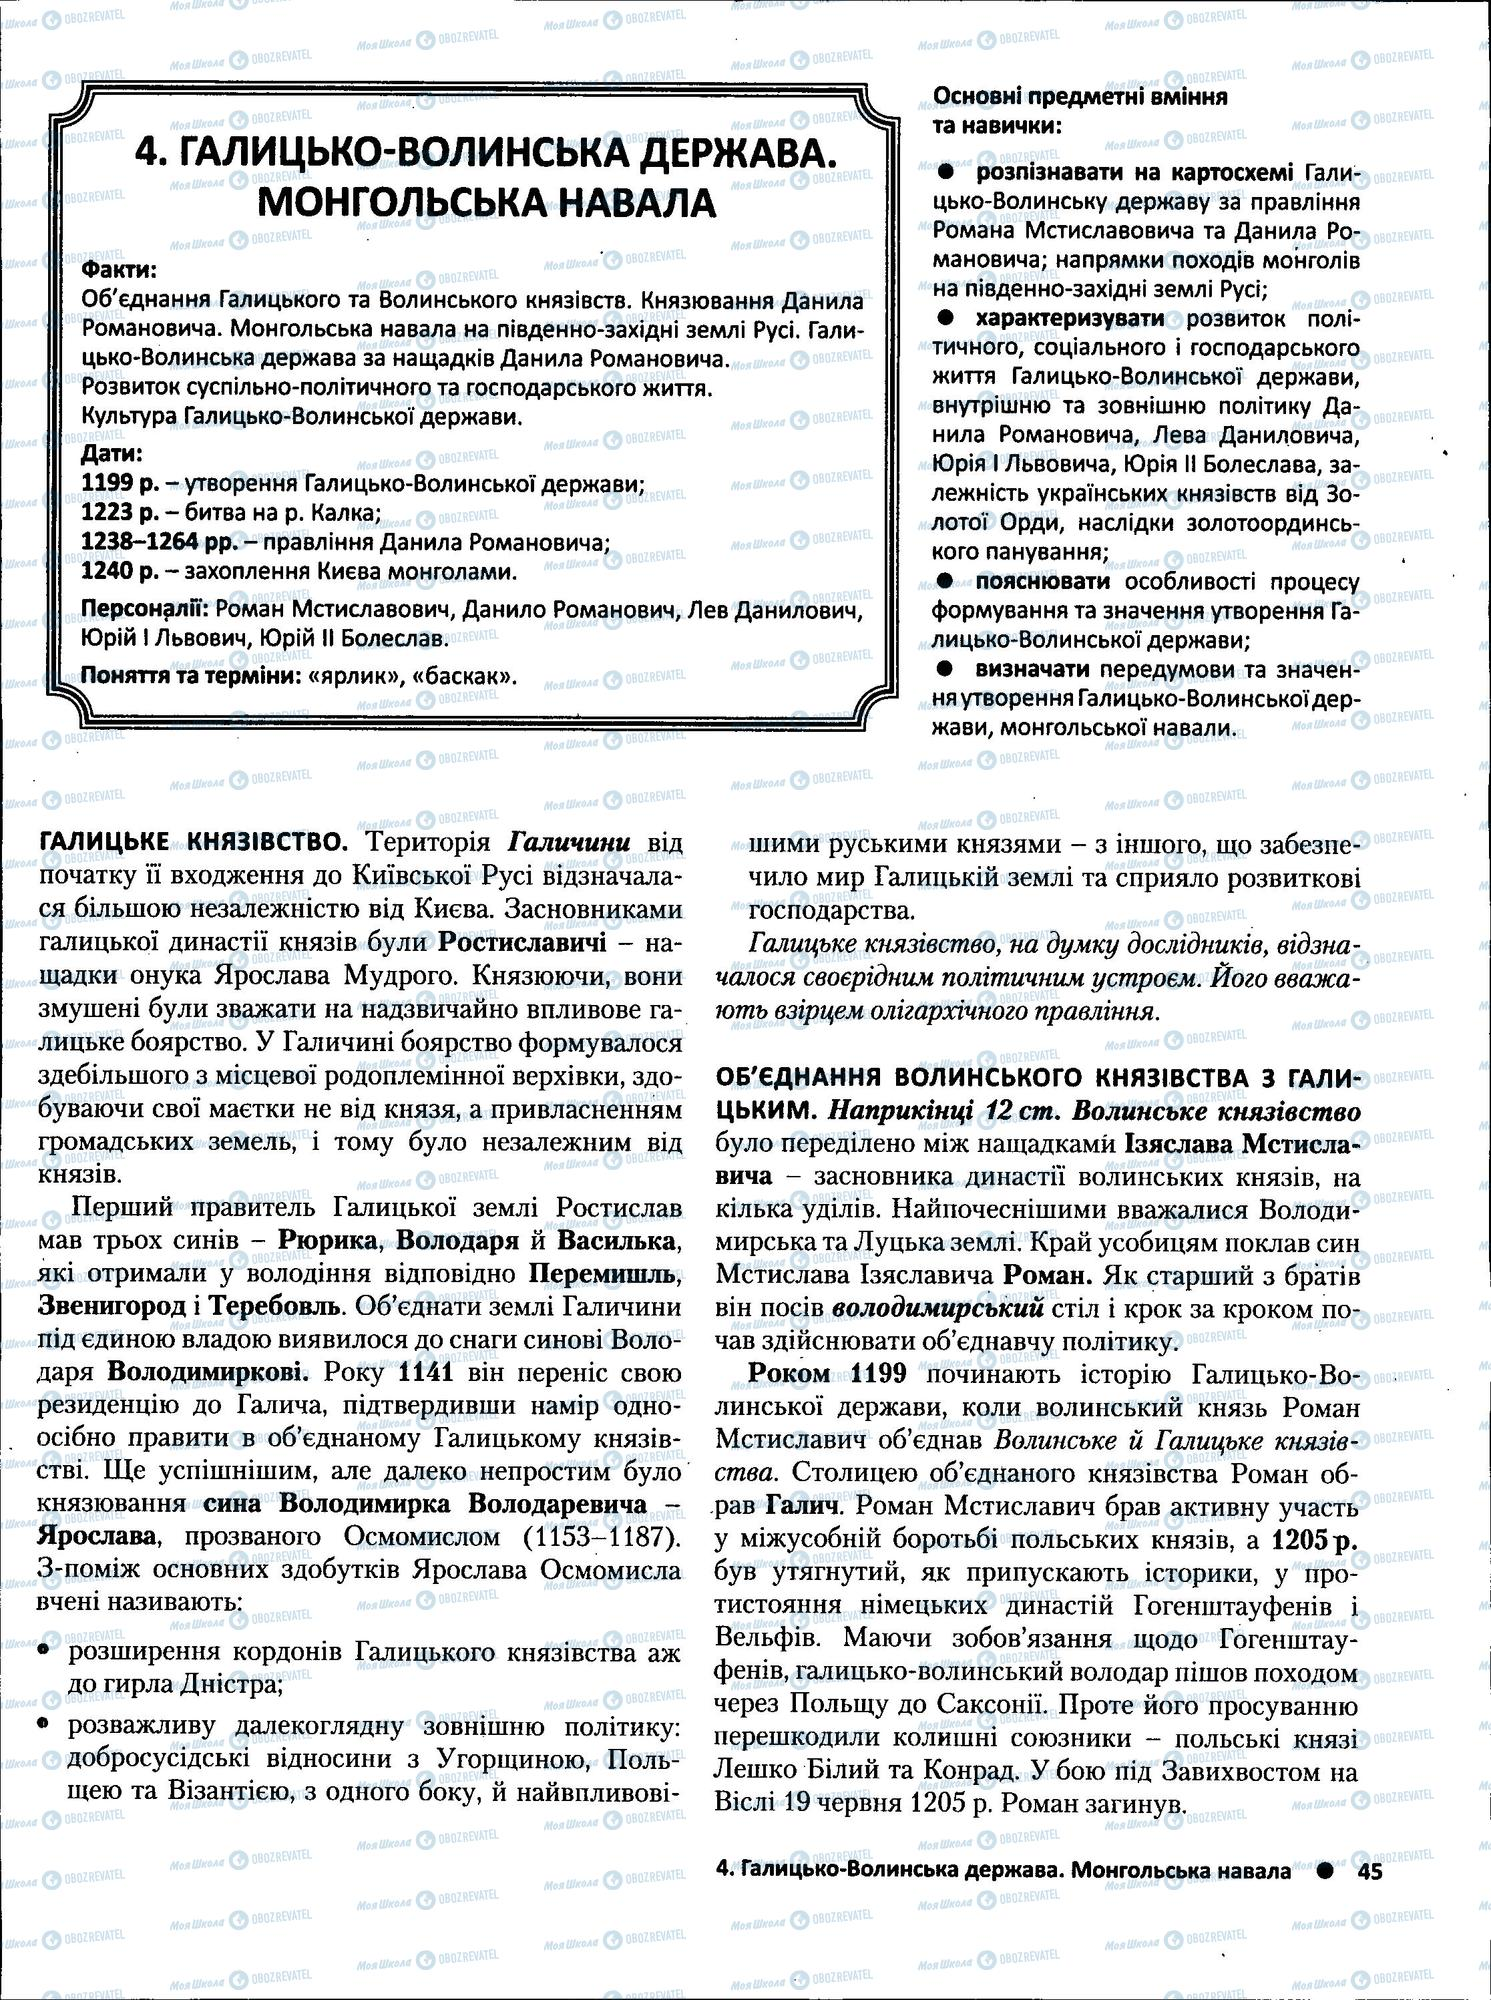 4. ГАЛИЦЬКО-ВОЛИНСЬКА ДЕРЖАВА.
МОНГОЛЬСЬКА НАВАЛА
Факти:
Об'єднання Галицького та Волинського князівств. Князювання Данила
Романовича. Монгольська навала на південно-західні землі Русі. Гали-
цько-Волинська держава за нащадків Данила Романовича.
Розвиток суспільно-політичного та господарського життя.
Культура Галицько-Волинської держави.
Дати:
1199 р. – утворення Галицько-Волинської держави;
1223 р. – битва на р. Калка;
1238–1264 рр. – правління Данила Романовича;
1240 р. – захоплення Києва монголами.
Персоналії: Роман Мстиславович, Данило Романович, Лев Данилович,
Юрій І Львович, Юрій ІІ Болеслав.
Поняття та терміни: «ярлик», «баскак».
Основні предметні вміння
та навички:
● розпізнавати на картосхемі Гали-
цько-Волинську державу за правління
Романа Мстиславовича та Данила Ро-
мановича; напрямки походів монголів
на південно-західні землі Русі;
● характеризувати розвиток полі-
тичного, соціального і господарського
життя Галицько-Волинської держави,
внутрішню та зовнішню політику Да-
нила Романовича, Лева Даниловича,
Юрія І Львовича, Юрія ІІ Болеслава, за-
лежність українських князівств від Зо-
лотої Орди, наслідки золотоординсь-
кого панування;
● пояснювати особливості процесу
формування та значення утворення Га-
лицько-Волинської держави;
● визначати передумови та значен-
ня утворення Галицько-Волинської дер-
жави, монгольської навали.
ГАЛИЦЬКЕ КНЯЗІВСТВО. Територія Галичини від
початку її входження до Київської Русі відзначала-
ся більшою незалежністю від Києва. Засновниками
галицької династії князів були Ростиславичі – на-
щадки онука Ярослава Мудрого. Князюючи, вони
змушені були зважати на надзвичайно впливове га-
лицьке боярство. У Галичині боярство формувалося
здебільшого з місцевої родоплемінної верхівки, здо-
буваючи свої маєтки не від князя, а привласненням
громадських земель, і тому було незалежним від
князів.
Перший правитель Галицької землі Ростислав
мав трьох синів – Рюрика, Володаря й Василька,
які отримали у володіння відповідно Перемишль,
Звенигород і Теребовль. Об'єднати землі Галичини
під єдиною владою виявилося до снаги синові Воло-
даря Володимиркові. Року 1141 він переніс свою
резиденцію до Галича, підтвердивши намір одно-
осібно правити в об'єднаному Галицькому князів-
стві. Ще успішнішим, але далеко непростим було
князювання сина Володимирка Володаревича –
Ярослава, прозваного Осмомислом (1153–1187).
З-поміж основних здобутків Ярослава Осмомисла
вчені називають:
● розширення кордонів Галицького князівства аж
до гирла Дністра;
● розважливу далекоглядну зовнішню політику:
добросусідські відносини з Угорщиною, Поль-
щею та Візантією, з одного боку, й найвпливові-
шими руськими князями – з іншого, що забезпе-
чило мир Галицькій землі та сприяло розвиткові
господарства.
Галицьке князівство, на думку дослідників, відзна-
чалося своєрідним політичним устроєм. Його вважа-
ють взірцем олігархічного правління.
ОБ'ЄДНАННЯ ВОЛИНСЬКОГО КНЯЗІВСТВА З ГАЛИ-
ЦЬКИМ. Наприкінці 12 ст. Волинське князівство
було переділено між нащадками Ізяслава Мстисла-
вича – засновника династії волинських князів, на
кілька уділів. Найпочеснішими вважалися Володи-
мирська та Луцька землі. Край усобицям поклав син
Мстислава Ізяславича Роман. Як старший з братів
він посів володимирський стіл і крок за кроком по-
чав здійснювати об'єднавчу політику.
Роком 1199 починають історію Галицько-Во-
линської держави, коли волинський князь Роман
Мстиславич об'єднав Волинське й Галицьке князів-
ства. Столицею об'єднаного князівства Роман об-
рав Галич. Роман Мстиславич брав активну участь
у міжусобній боротьбі польських князів, а 1205 р.
був утягнутий, як припускають історики, у про-
тистояння німецьких династій Гогенштауфенів і
Вельфів. Маючи зобов'язання щодо Гогенштау-
фенів, галицько-волинський володар пішов походом
через Польщу до Саксонії. Проте його просуванню
перешкодили колишні союзники – польські князі
Лешко Білий та Конрад. У бою під Завихвостом на
Віслі 19 червня 1205 р. Роман загинув.
4. Галицько-Волинська держава. Монгольська навала ● 45